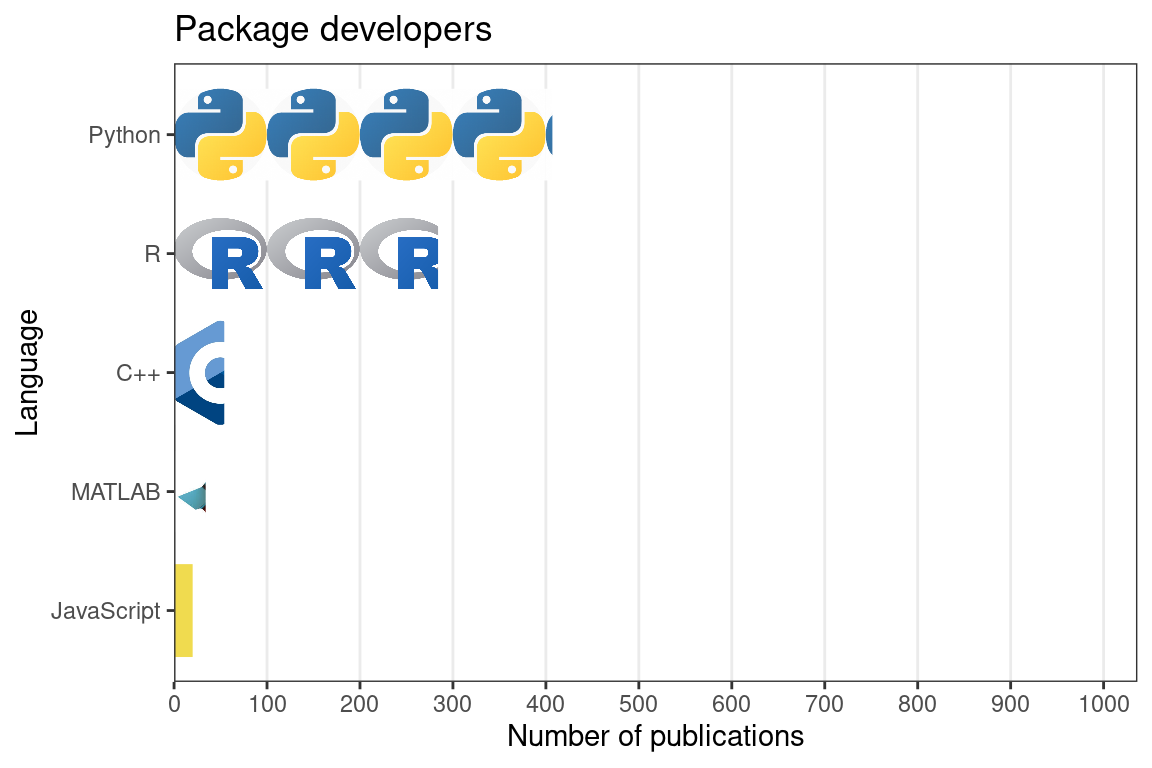 Package developers
Language
Python
R
R R R
C++
MATLAB
JavaScript
0 100 200 300 400 500 600 700 800 900 1000
Number of publications